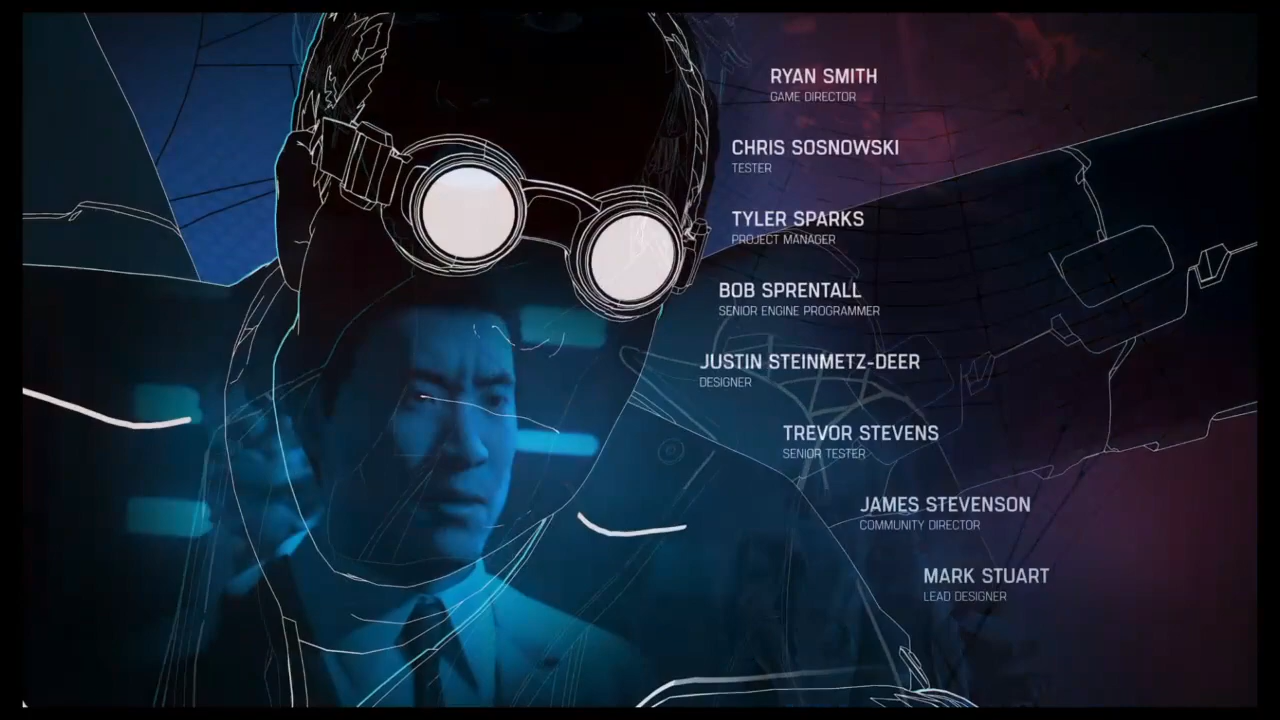 RYAN SMITH
GAME DIRECTOR
CHRIS SOSNOWSKI
TESTER
TYLER SPARKS
PROJECT MANAGER
BOB SPRENTALL
SENIOR ENGINE PROGRAMMER
JUSTIN STEINMETZ-DEER
DESIGNER
TREVOR STEVENS
SENIOR TESTER
JAMES STEVENSON
COMMUNITY DIRECTOR
MARK STUART
LEAD DESIGNER